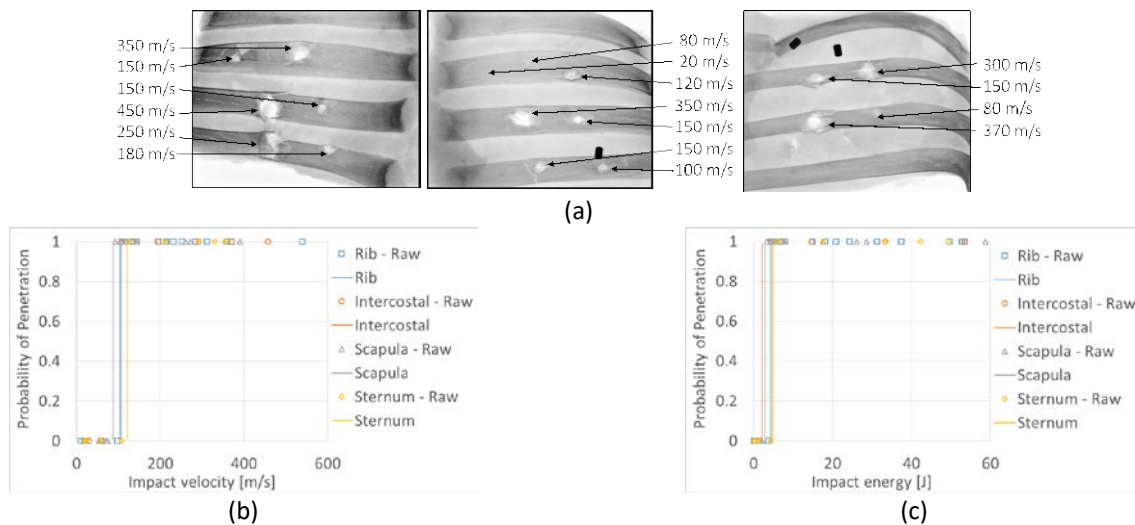 350 m/s
150 m/s
150 m/s
450 m/s
250 m/s
180 m/s
80 m/s
20 m/s
120 m/s
350 m/s
150 m/s
150 m/s
100 m/s
300 m/s
150 m/s
80 m/s
370 m/s
(a)
Probability of Penetration
1
0.8
0.6
0.4
0.2
0
0 200 400 600
Impact velocity [m/s]
Rib - Raw
Rib
Intercostal - Raw
Intercostal
Scapula - Raw
Scapula
Sternum - Raw
Sternum
(b)
Probability of Penetration
1
0.8
0.6
0.4
0.2
0
0 20 40 60
Impact energy [J]
Rib - Raw
Rib
Intercostal - Raw
Intercostal
Scapula - Raw
Scapula
Sternum - Raw
Sternum
(c)